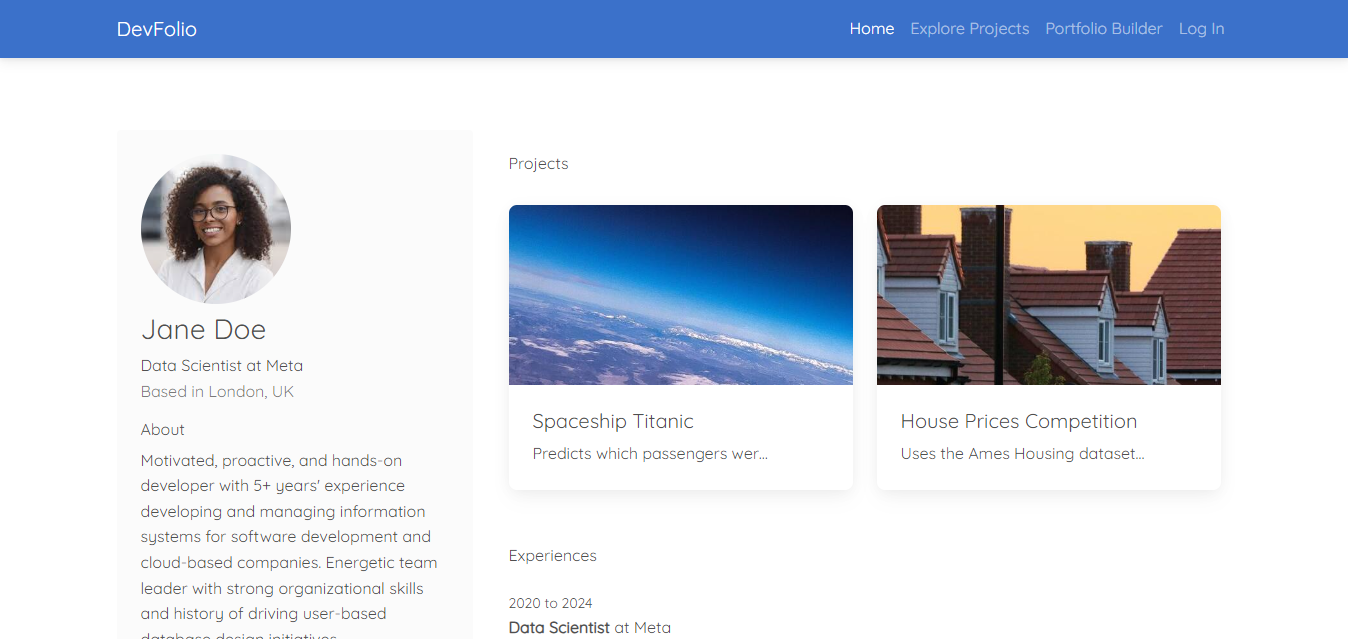 DevFolio
Home Explore Projects Portfolio Builder Log In
Jane Doe
Data Scientist at Meta
Based in London, UK
About
Motivated, proactive, and hands-on
developer with 5+ years' experience
developing and managing information
systems for software development and
cloud-based companies. Energetic team
leader with strong organizational skills
and history of driving user-based
database design initiatives.
Projects
Spaceship Titanic
Predicts which passengers wer...
House Prices Competition
Uses the Ames Housing dataset...
Experiences
2020 to 2024
Data Scientist at Meta